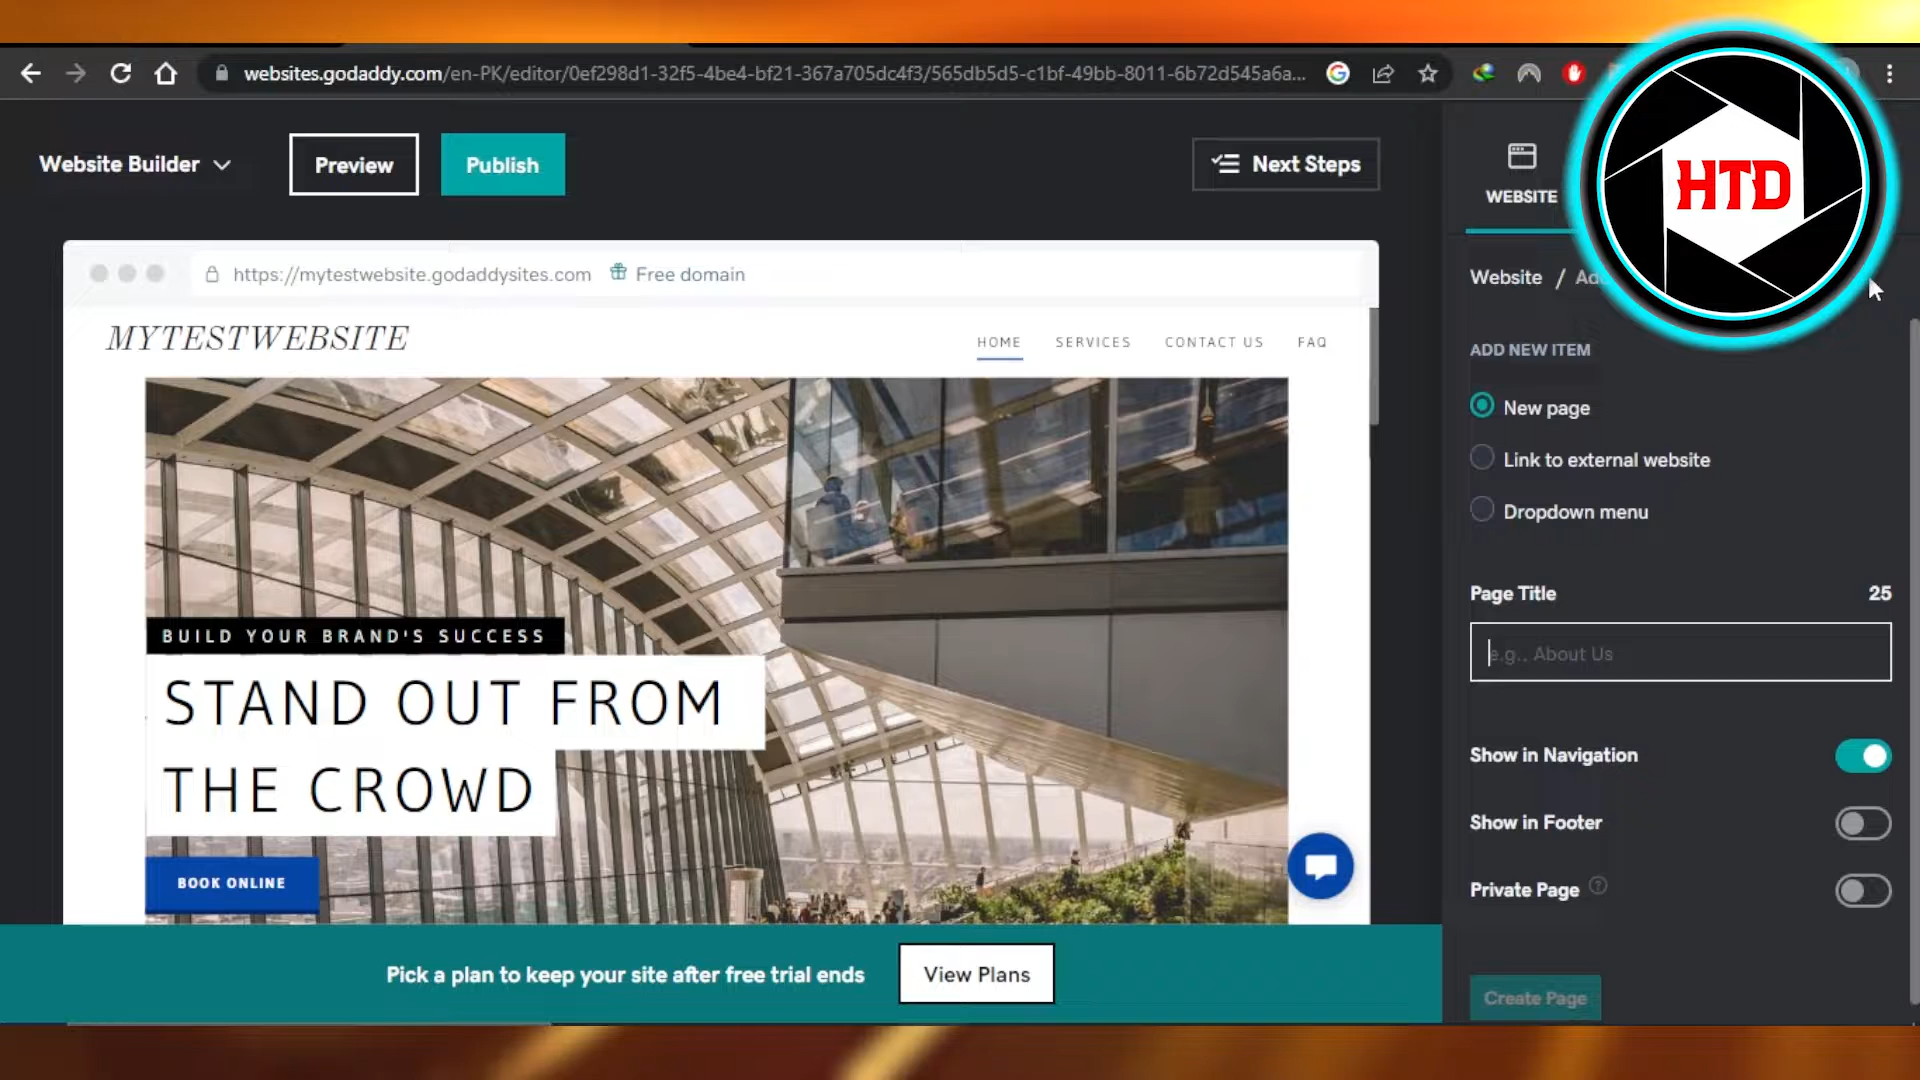 websites.godaddy.com/en-PK/editor/0ef298d1-32f5-4be4-bf21-367a705dc4f3/565db5d5-c1bf-49bb-8011-6b72d545a6a...
Website Builder
Preview
Publish
Next Steps
WEBSITE
HTD
https://mytestwebsite.godaddysites.com
Free domain
Website /
MYTESTWEBSITE
HOME
SERVICES
CONTACT US
FAQ
ADD NEW ITEM
New page
Link to external website
Dropdown menu
Page Title
25
e.g., About Us
BUILD YOUR BRAND'S SUCCESS
STAND OUT FROM
THE CROWD
BOOK ONLINE
Show in Navigation
Show in Footer
Private Page
Pick a plan to keep your site after free trial ends
View Plans
Create Page